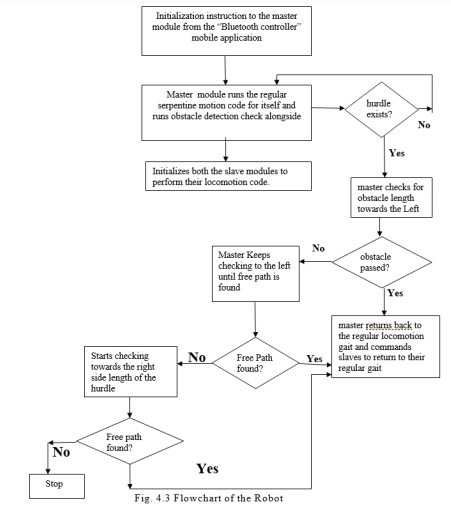 Initialization instruction to the master
module from the “Bluetooth controller”
mobile application
Master module runs the regular
serpentine motion code for itself and
runs obstacle detection check alongside
hurdle
exists?
No
Yes
Initializes both the slave modules to
perform their locomotion code.
master checks for
obstacle length
towards the Left
No
obstacle
passed?
Master Keeps
checking to the left
until free path is
found
Yes
master returns back to
the regular locomotion
gait and commands
slaves to return to their
regular gait
Starts checking
towards the right
side length of the
hurdle
No
Free Path
found?
Yes
Free path
found?
No
Yes
Stop
Fig. 4.3 Flowchart of the Robot